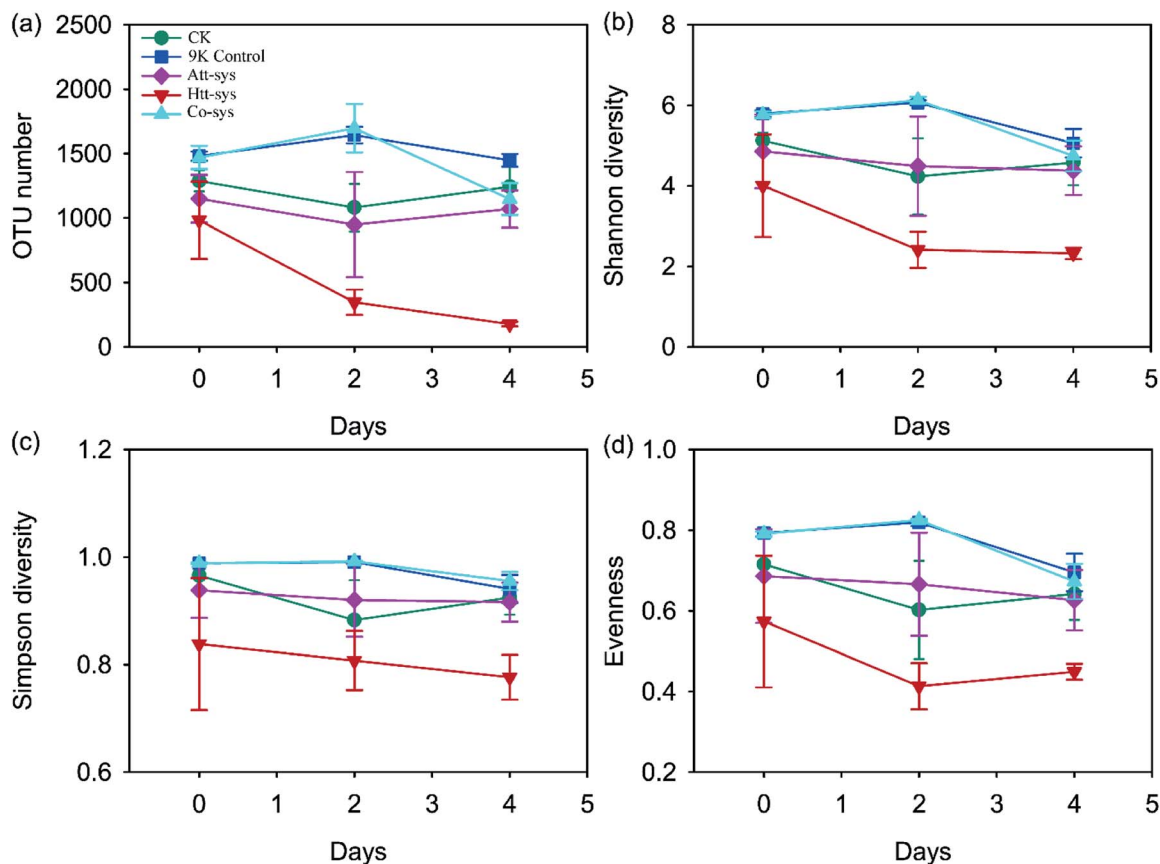 (a)
2500
2000
1500
1000
500
0
OTU number
CK
9K Control
Att-sys
Htt-sys
Co-sys
0 1 2 3 4 5
Days
(b)
8
6
4
2
0
Shannon diversity
0 1 2 3 4 5
Days
(c)
1.2
1.0
0.8
0.6
Simpson diversity
0 1 2 3 4 5
Days
(d)
1.0
0.8
0.6
0.4
0.2
Evenness
0 1 2 3 4 5
Days